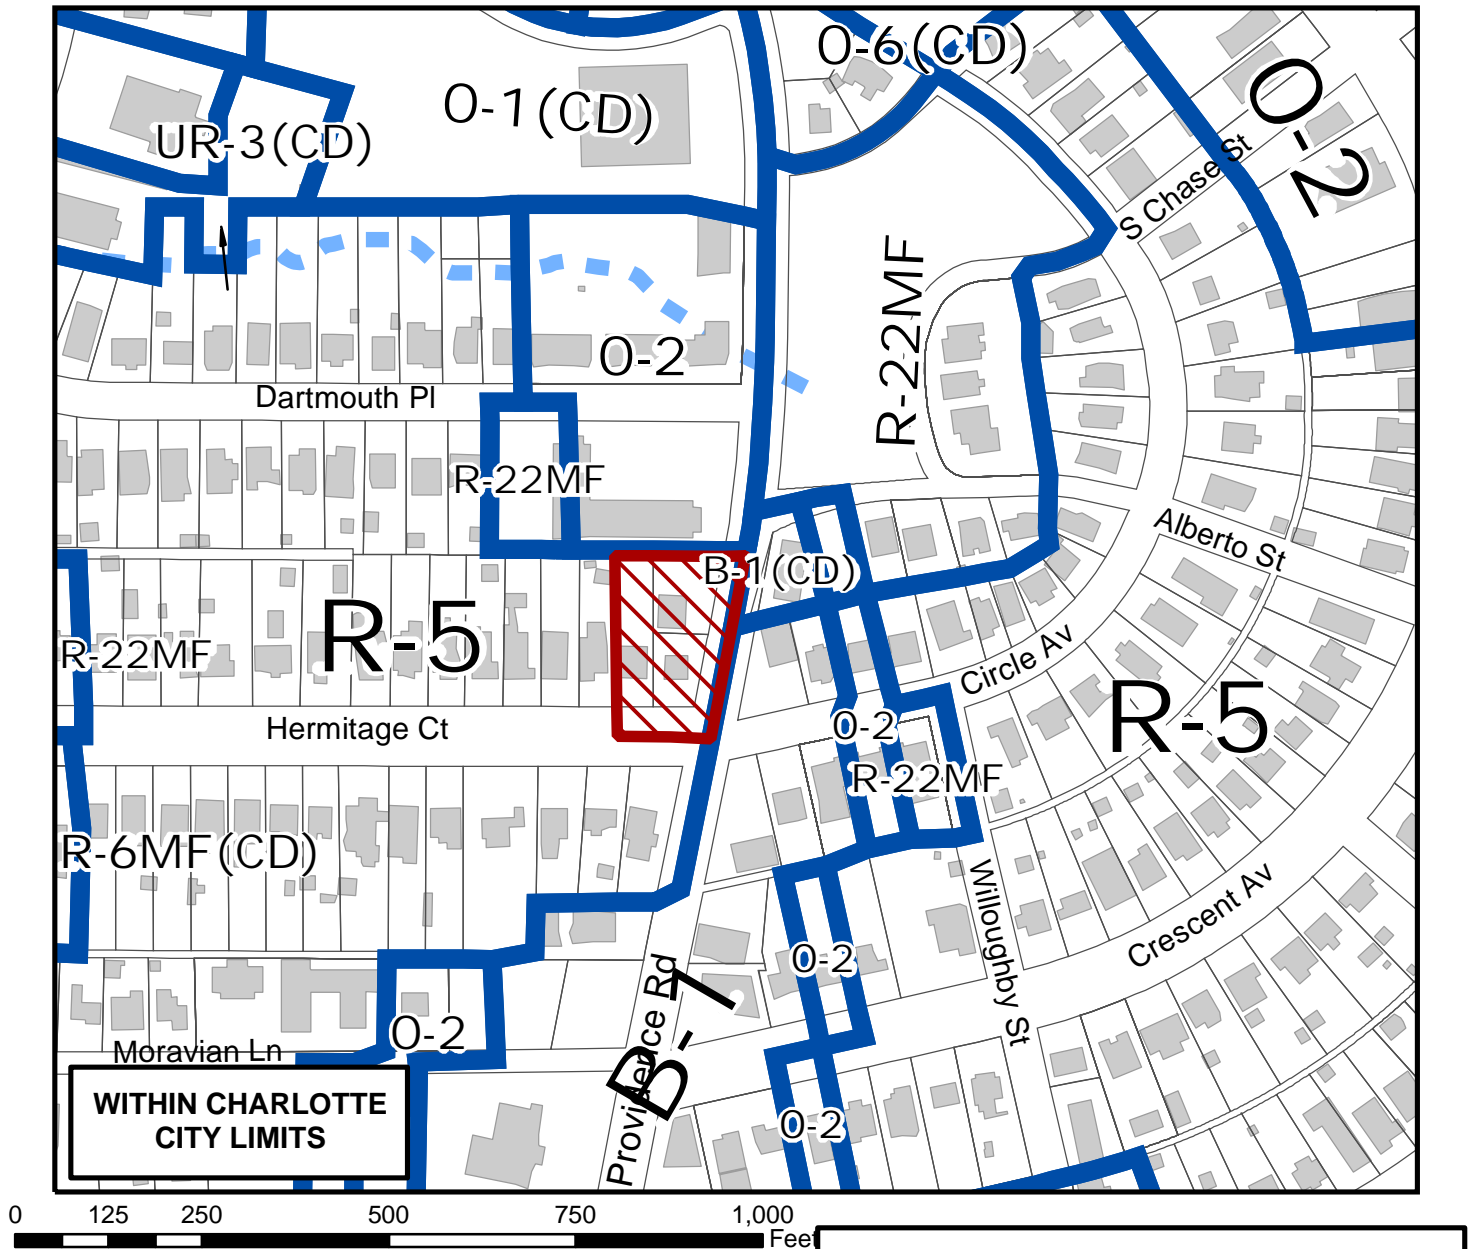 O-6(CD)
O-1(CD)
O-2
UR-3(CD)
S Chase St
R-22MF
O-2
Dartmouth Pl
R-22MF
Alberto St
B-1(CD)
R-5
R-22MF
Circle Av
R-5
Hermitage Ct
O-2
R-22MF
R-6MF(CD)
Willoughby St
Crescent Av
O-2
Providence Rd
B-1
O-2
Moravian Ln
WITHIN CHARLOTTE
CITY LIMITS
O-2
0 125 250 500 750 1,000
Feet